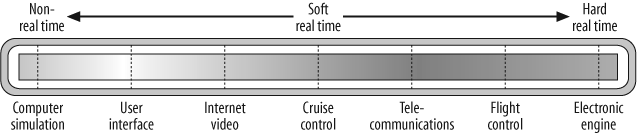 Non-
real time
Soft
real time
Hard
real time
Computer
simulation
User
interface
Internet
video
Cruise
control
Tele-
communications
Flight
control
Electronic
engine